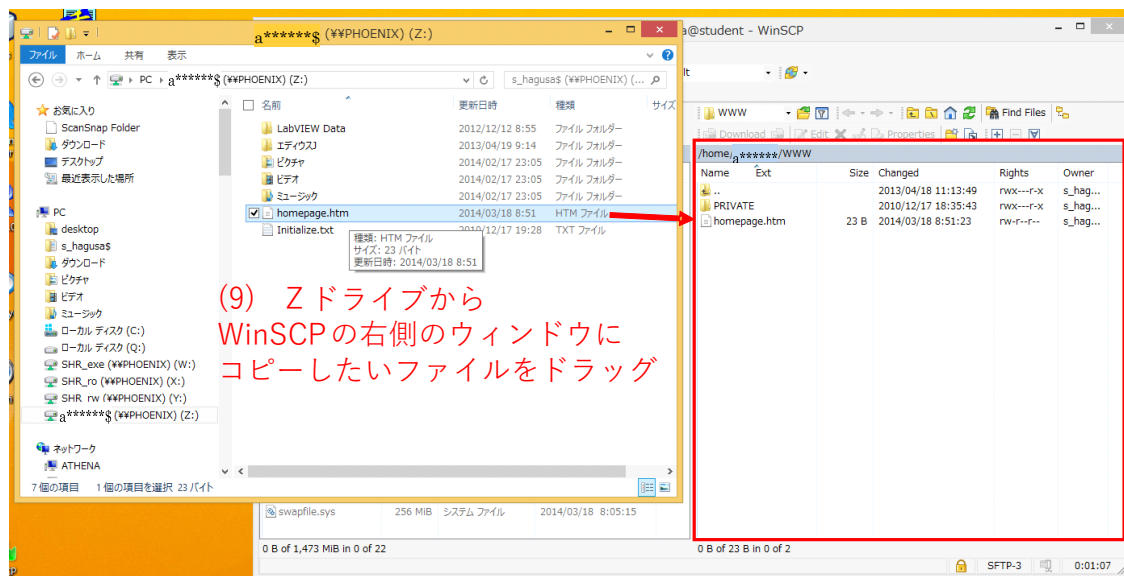 a******$ (¥¥PHOENIX) (Z:)
ファイル ホーム 共有 表示
PC a******$ (¥¥PHOENIX) (Z:)
s_hagusa$ (¥¥PHOENIX) (...
お気に入り
ScanSnap Folder
ダウンロード
デスクトップ
最近表示した場所
PC
desktop
s_hagusa$
ダウンロード
ピクチャ
ビデオ
ミュージック
ローカル ディスク (C:)
ローカル ディスク (Q:)
SHR_exe (¥¥PHOENIX) (W:)
SHR_ro (¥¥PHOENIX) (X:)
SHR_rw (¥¥PHOENIX) (Y:)
a******$ (¥¥PHOENIX) (Z:)
ネットワーク
ATHENA
名前 更新日時 種類 サイズ
LabVIEW Data 2012/12/12 8:55 ファイル フォルダー
エディウスJ 2013/04/19 9:14 ファイル フォルダー
ピクチャ 2014/02/17 23:05 ファイル フォルダー
ビデオ 2014/02/17 23:05 ファイル フォルダー
ミュージック 2014/02/17 23:05 ファイル フォルダー
homepage.htm 2014/03/18 8:51 HTM ファイル
Initialize.txt 2010/12/17 19:28 TXT ファイル
種類: HTM ファイル
サイズ: 23 バイト
更新日時: 2014/03/18 8:51
(9) Zドライブから
WinSCPの右側のウィンドウに
コピーしたいファイルをドラッグ
7 個の項目 1 個の項目を選択 23 バイト
swapfile.sys 256 MiB システム ファイル 2014/03/18 8:05:15
0 B of 1,473 MiB in 0 of 22
a@student - WinSCP
lt
WWW Find Files
Download Edit Properties
/home/a******/WWW
Name Ext Size Changed Rights Owner
.. 2013/04/18 11:13:49 rwx---r-x s_hag...
PRIVATE 2010/12/17 18:35:43 rwx---r-x s_hag...
homepage.htm 23 B 2014/03/18 8:51:23 rw-r--r-- s_hag...
0 B of 23 B in 0 of 2
SFTP-3 0:01:07